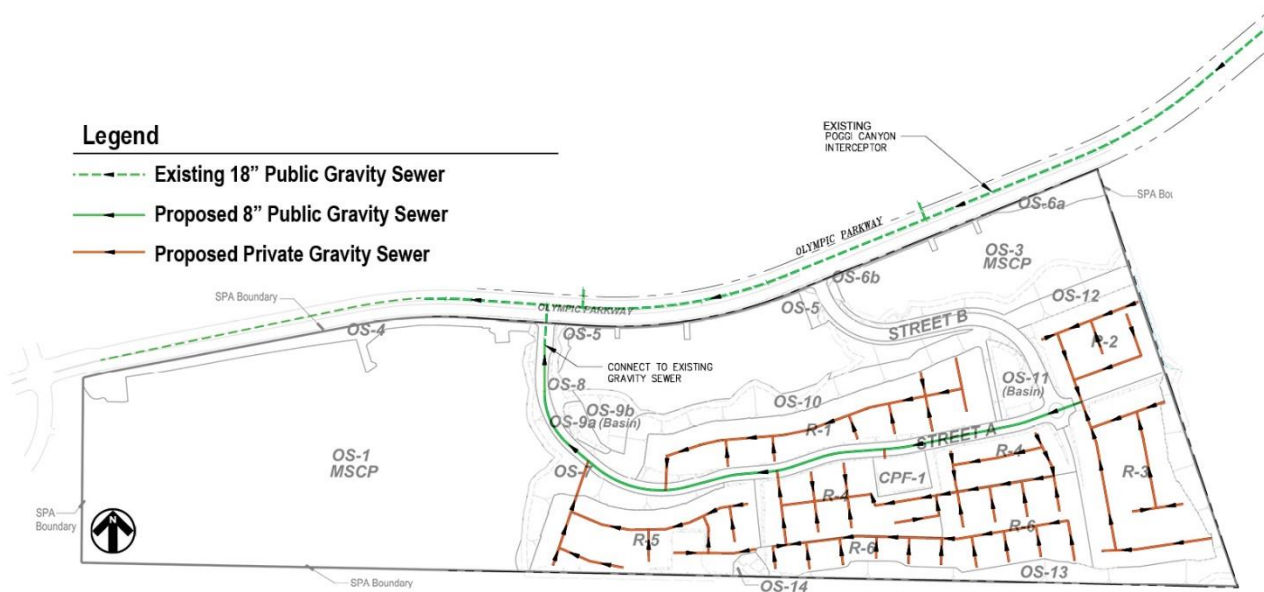 Legend
Existing 18” Public Gravity Sewer
Proposed 8” Public Gravity Sewer
Proposed Private Gravity Sewer
EXISTING
POGGI CANYON
INTERCEPTOR
SPA Bou
OS-6a
OLYMPIC PARKWAY
OS-3
MSCP
OS-6b
OS-12
SPA Boundary
OS-4
OLYMPIC PARKWAY
OS-5
OS-5
STREET B
R-2
CONNECT TO EXISTING
GRAVITY SEWER
OS-8
OS-9b
(Basin)
OS-9a
OS-10
OS-11
(Basin)
R-1
STREET A
OS-1
MSCP
OS-7
R-4
R-4
CPF-1
R-3
SPA
Boundary
N
R-5
R-6
R-6
SPA Boundary
OS-14
OS-13